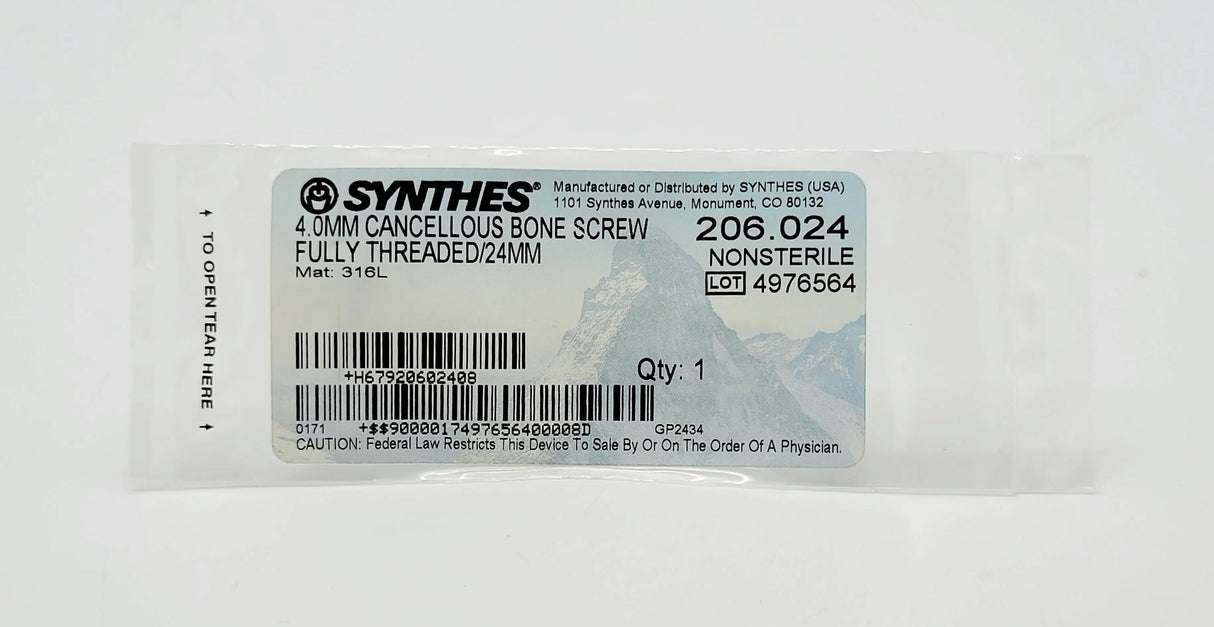 ↑ TO OPEN TEAR HERE ↑
SYNTHES®
Manufactured or Distributed by SYNTHES (USA)
1101 Synthes Avenue, Monument, CO 80132
4.0MM CANCELLOUS BONE SCREW
FULLY THREADED/24MM
Mat: 316L
206.024
NONSTERILE
LOT 4976564
+H67920602408
Qty: 1
0171 +$$9000017497656400008D GP2434
CAUTION: Federal Law Restricts This Device To Sale By Or On The Order Of A Physician.